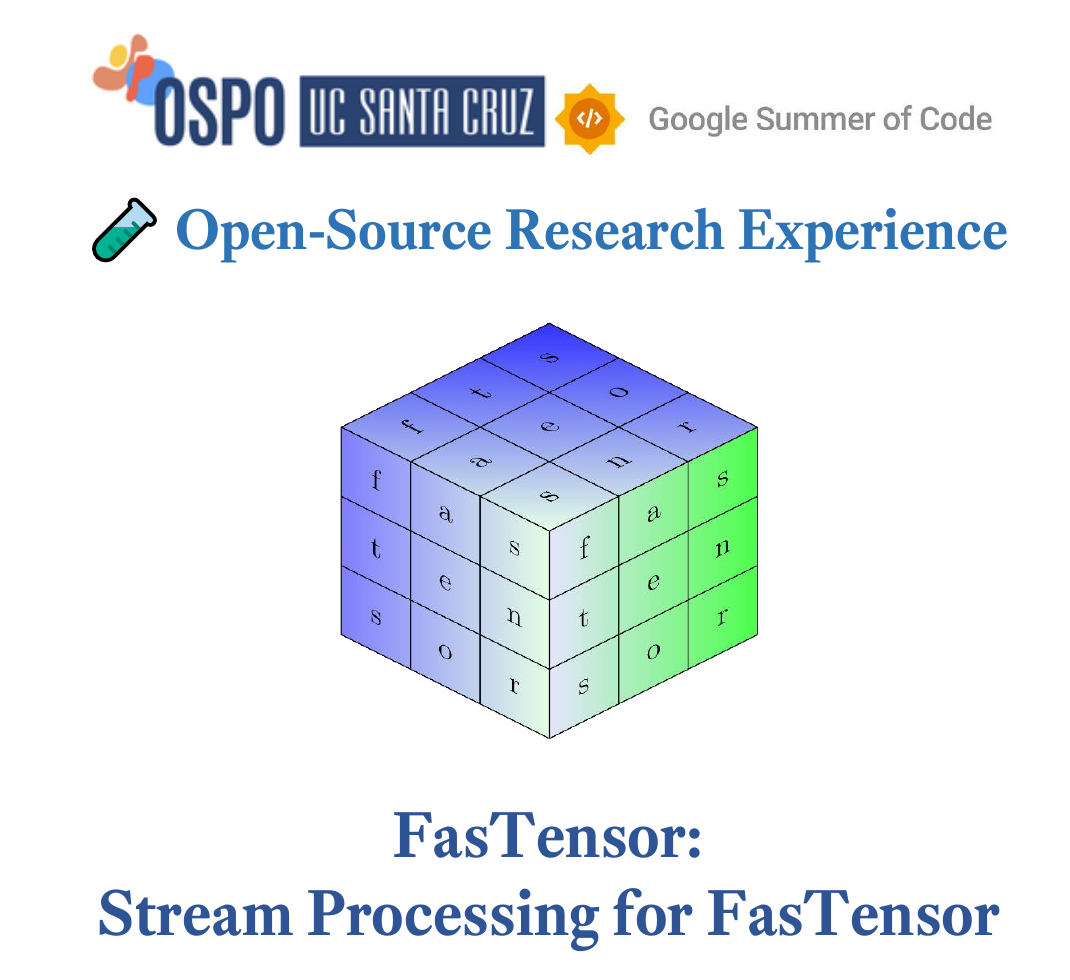 OSPO UC SANTA CRUZ </> Google Summer of Code
Open-Source Research Experience
s
t o
f e r
a n
s
f a s
t e n
s o r
f a s
t e n
s o r
FasTensor:
Stream Processing for FasTensor